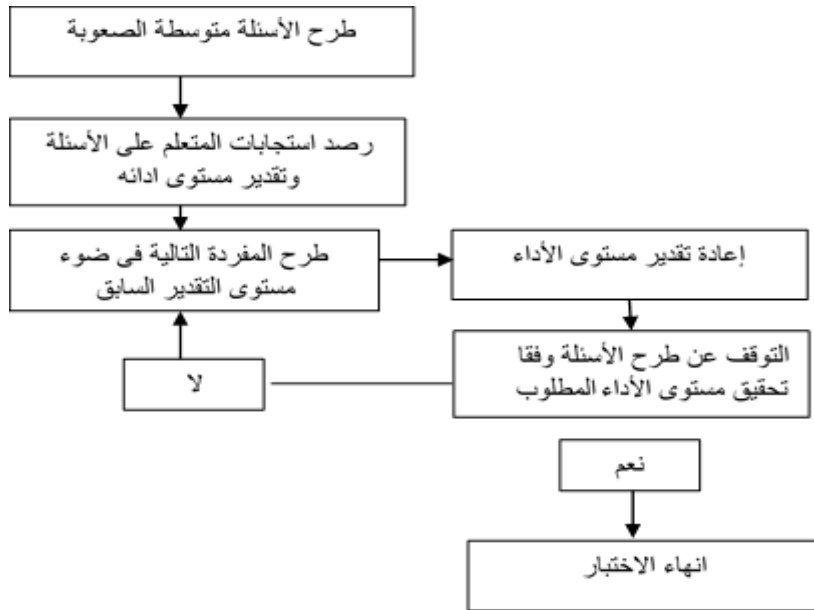 طرح الأسئلة متوسطة الصعوبة
رصد استجابات المتعلم على الأسئلة
وتقدير مستوى ادائه
طرح المفردة التالية فى ضوء
مستوى التقدير السابق
إعادة تقدير مستوى الأداء
التوقف عن طرح الأسئلة وفقا
تحقيق مستوى الأداء المطلوب
لا
نعم
انهاء الاختبار